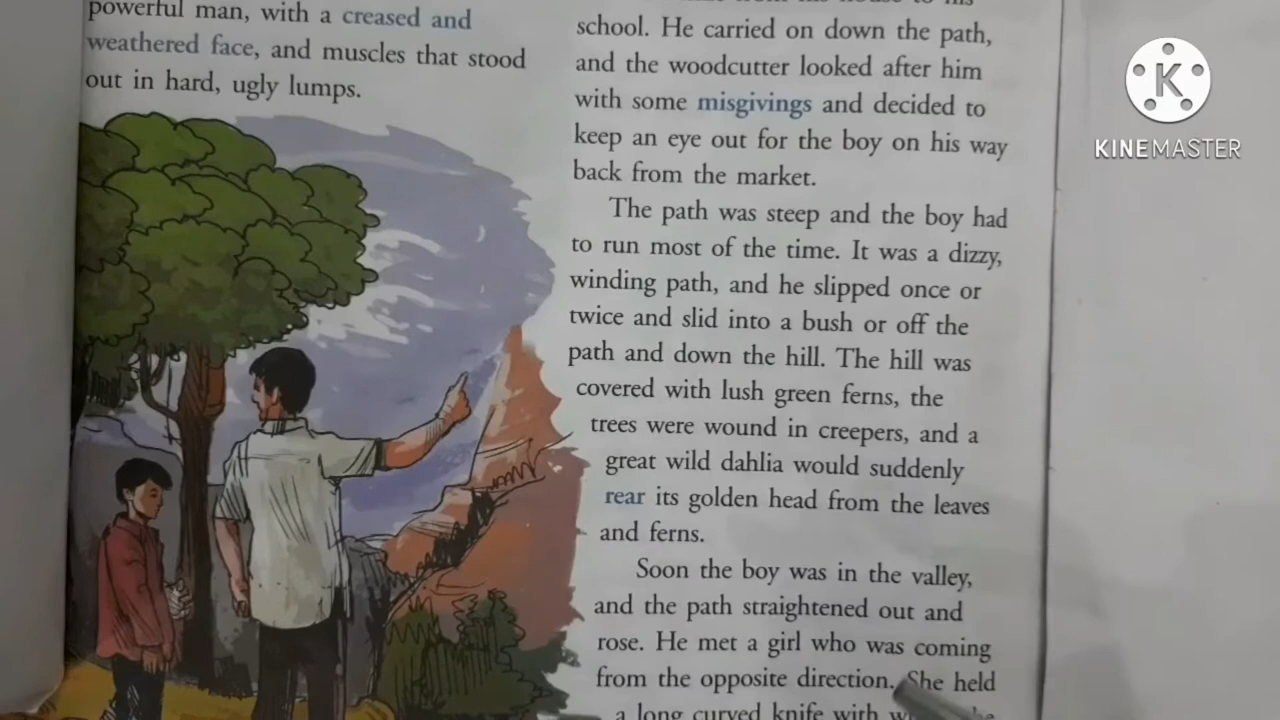 powerful man, with a creased and
weathered face, and muscles that stood
out in hard, ugly lumps.
school. He carried on down the path,
and the woodcutter looked after him
with some misgivings and decided to
keep an eye out for the boy on his way
back from the market.
The path was steep and the boy had
to run most of the time. It was a dizzy,
winding path, and he slipped once or
twice and slid into a bush or off the
path and down the hill. The hill was
covered with lush green ferns, the
trees were wound in creepers, and a
great wild dahlia would suddenly
rear its golden head from the leaves
and ferns.
Soon the boy was in the valley,
and the path straightened out and
rose. He met a girl who was coming
from the opposite direction. She held
a long curved knife with
K
KINEMASTER